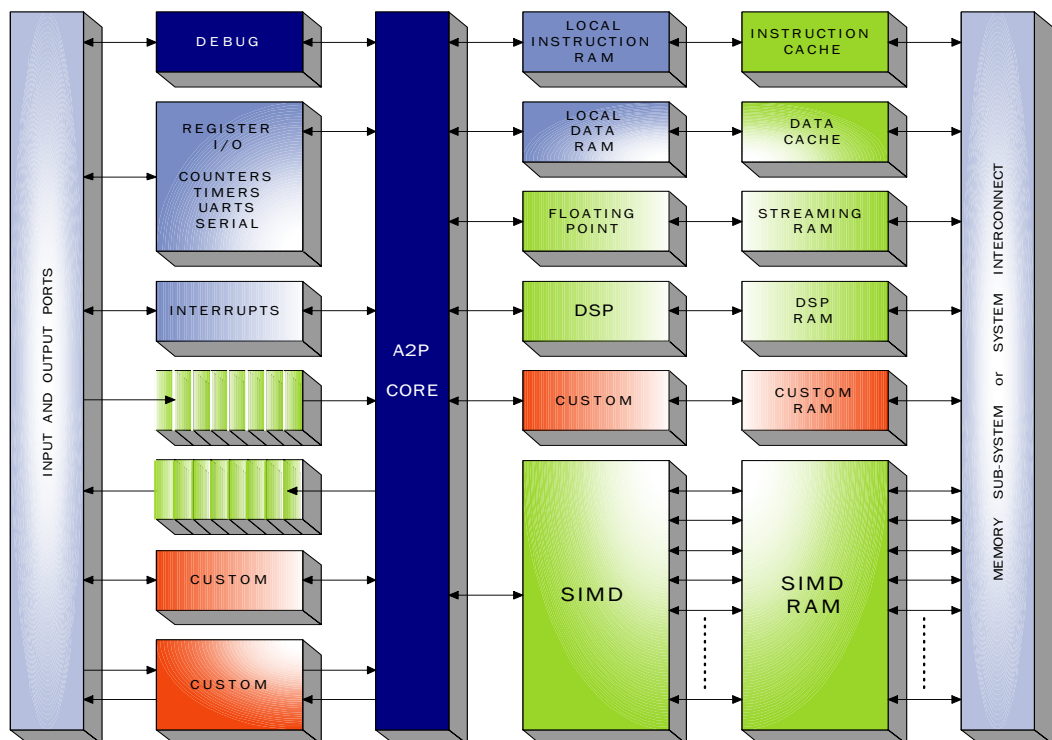 INPUT AND OUTPUT PORTS
DEBUG
REGISTER
I/O
COUNTERS
TIMERS
UARTS
SERIAL
INTERRUPTS
CUSTOM
CUSTOM
A2P
CORE
LOCAL
INSTRUCTION
RAM
LOCAL
DATA
RAM
FLOATING
POINT
DSP
CUSTOM
SIMD
INSTRUCTION
CACHE
DATA
CACHE
STREAMING
RAM
DSP
RAM
CUSTOM
RAM
SIMD
RAM
MEMORY SUB-SYSTEM or SYSTEM INTERCONNECT